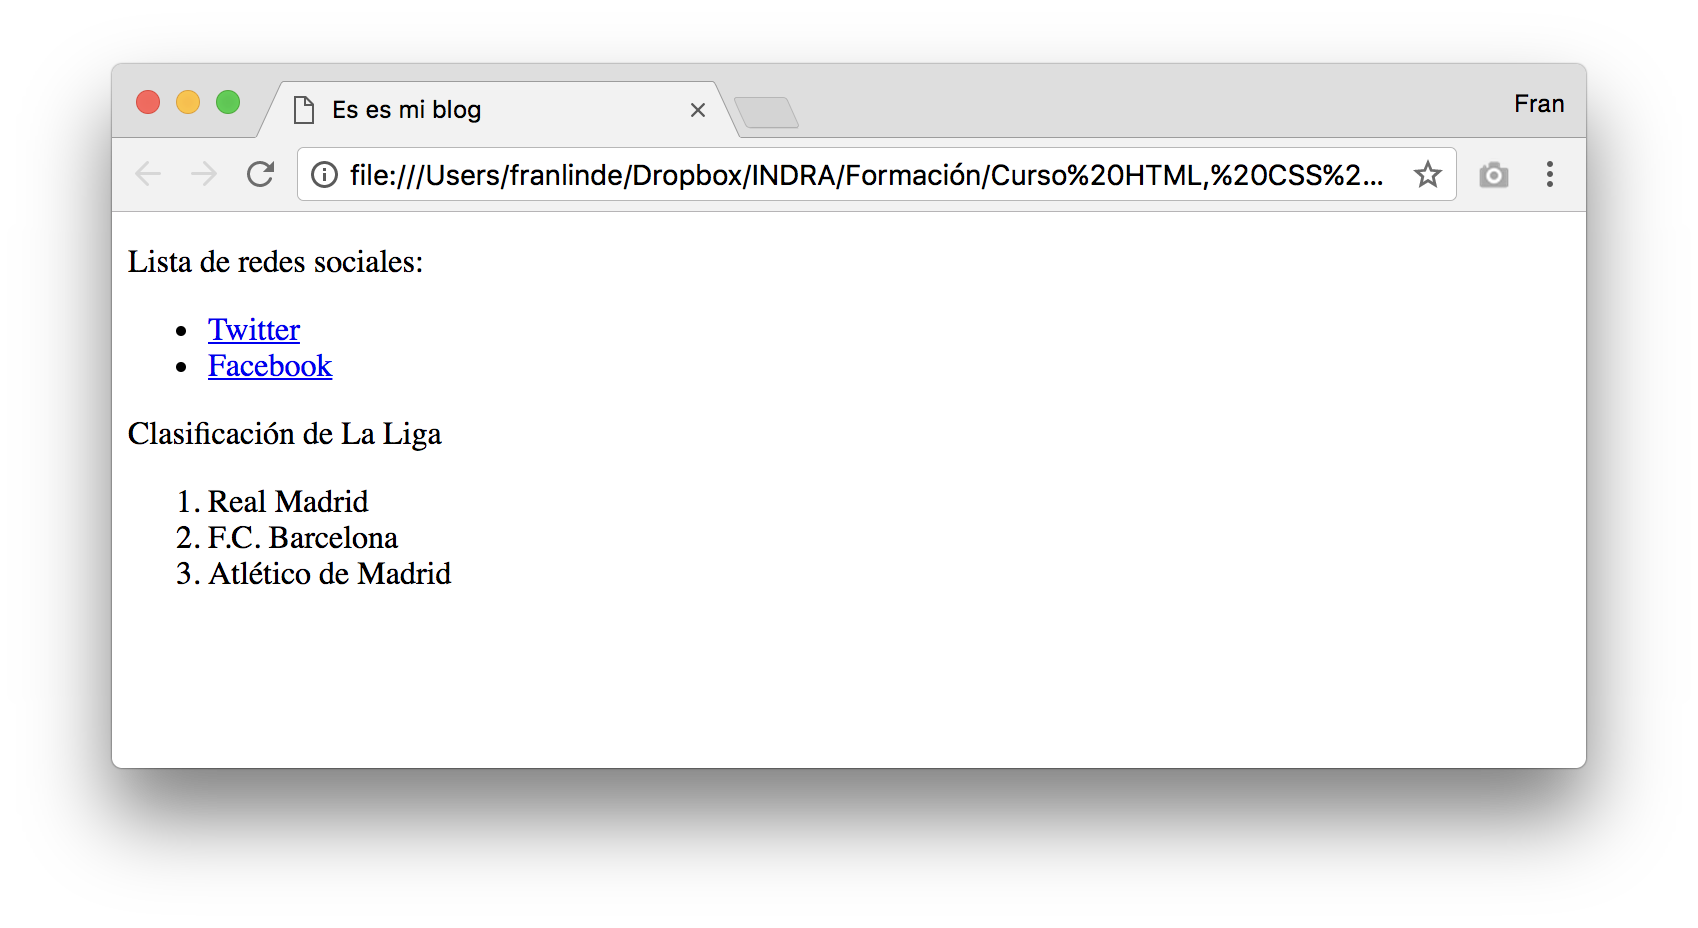 Es es mi blog
Fran
file:///Users/franlinde/Dropbox/INDRA/Formación/Curso%20HTML,%20CSS%2...
Lista de redes sociales:
• Twitter
• Facebook
Clasificación de La Liga
1. Real Madrid
2. F.C. Barcelona
3. Atlético de Madrid